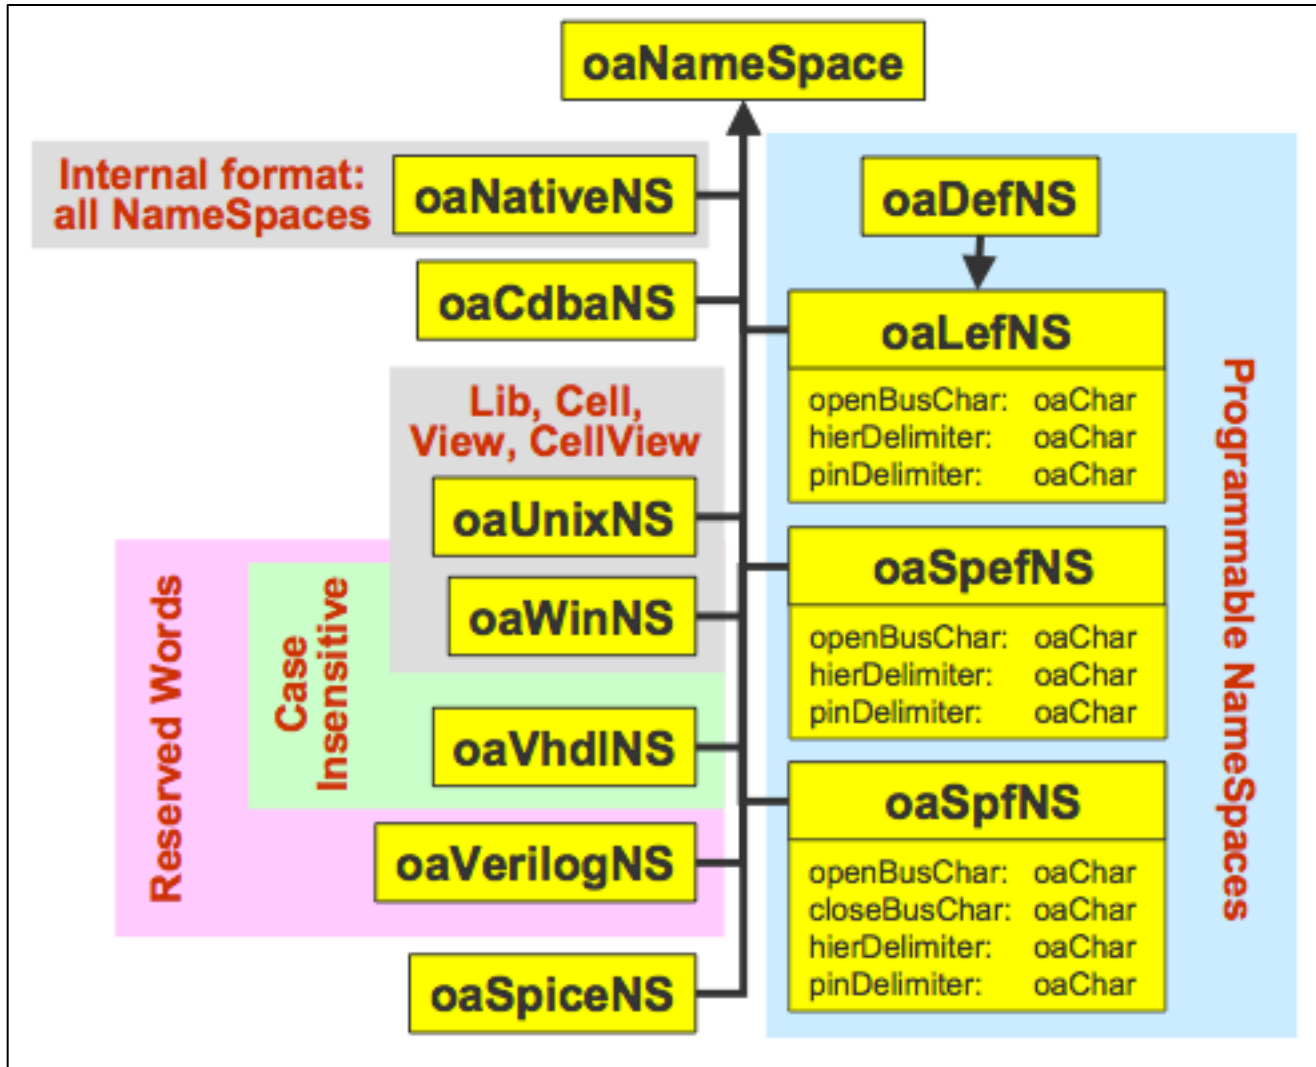 oaNameSpace
Internal format:
all NameSpaces
oaNativeNS
oaCdbaNS
Lib, Cell,
View, CellView
oaUnixNS
oaWinNS
Reserved Words
Case
Insensitive
oaVhdlNS
oaVerilogNS
oaSpiceNS
oaDefNS
oaLefNS
openBusChar: oaChar
hierDelimiter: oaChar
pinDelimiter: oaChar
oaSpefNS
openBusChar: oaChar
hierDelimiter: oaChar
pinDelimiter: oaChar
oaSpfNS
openBusChar: oaChar
closeBusChar: oaChar
hierDelimiter: oaChar
pinDelimiter: oaChar
Programmable NameSpaces